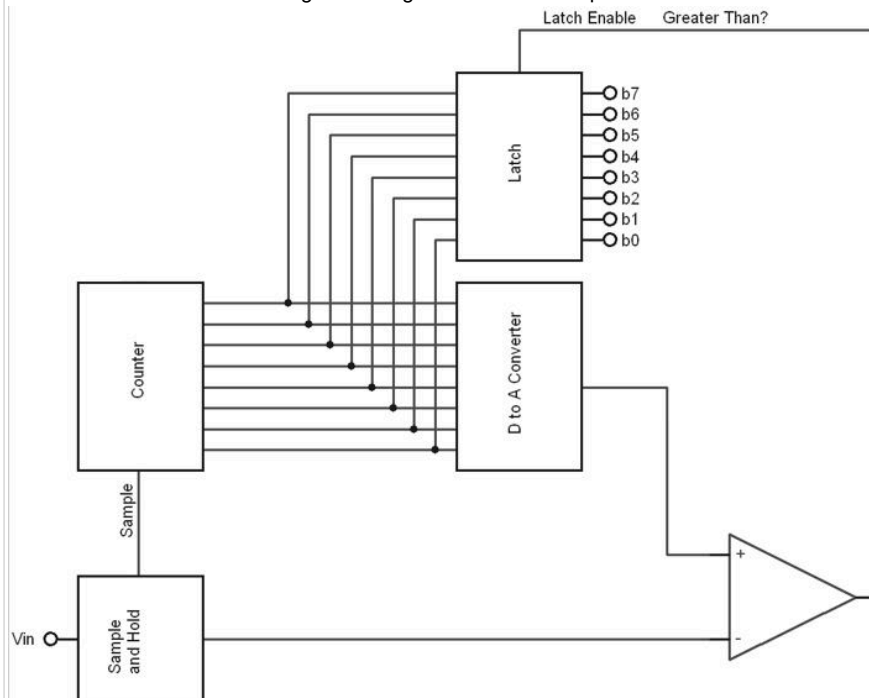 Latch Enable Greater Than?
Latch
b7
b6
b5
b4
b3
b2
b1
b0
Counter
D to A Converter
Sample
+
-
Vin
Sample
and Hold